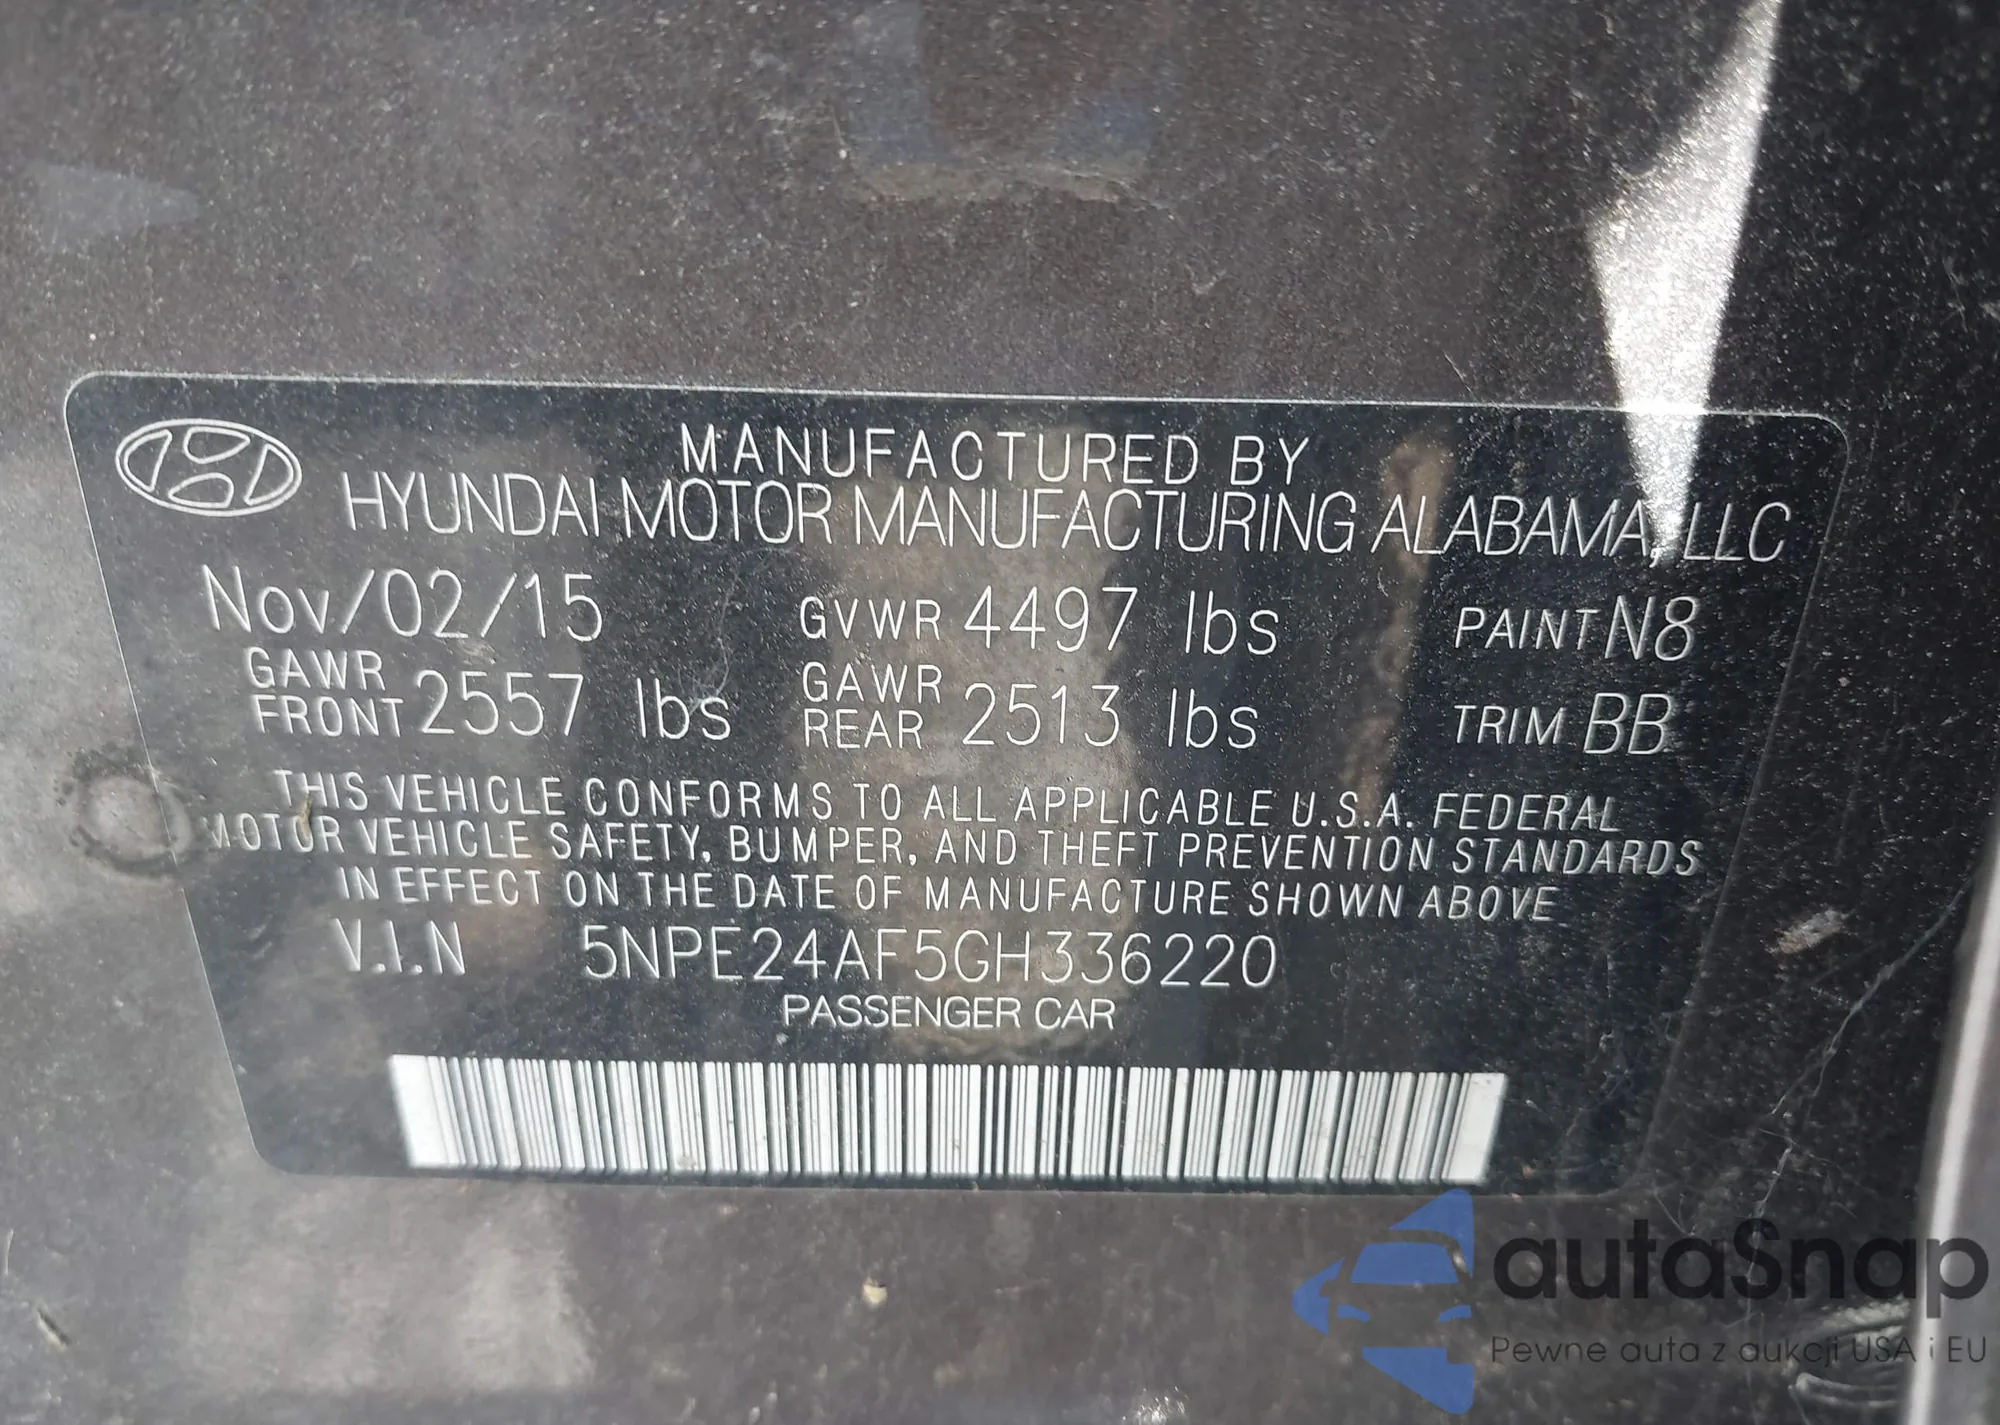 MANUFACTURED BY
HYUNDAI MOTOR MANUFACTURING ALABAMA, LLC
Nov/02/15 GVWR 4497 lbs PAINT N8
GAWR FRONT 2557 lbs GAWR REAR 2513 lbs TRIM BB
THIS VEHICLE CONFORMS TO ALL APPLICABLE U.S.A. FEDERAL
MOTOR VEHICLE SAFETY, BUMPER, AND THEFT PREVENTION STANDARDS
IN EFFECT ON THE DATE OF MANUFACTURE SHOWN ABOVE
V.I.N 5NPE24AF5GH336220
PASSENGER CAR
autaSnap
Pewne auta z aukcji USA i EU